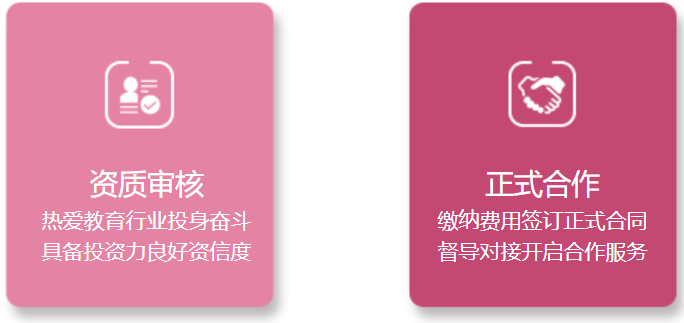 资质审核
热爱教育行业投身奋斗
具备投资力良好资信度
正式合作
缴纳费用签订正式合同
督导对接开启合作服务